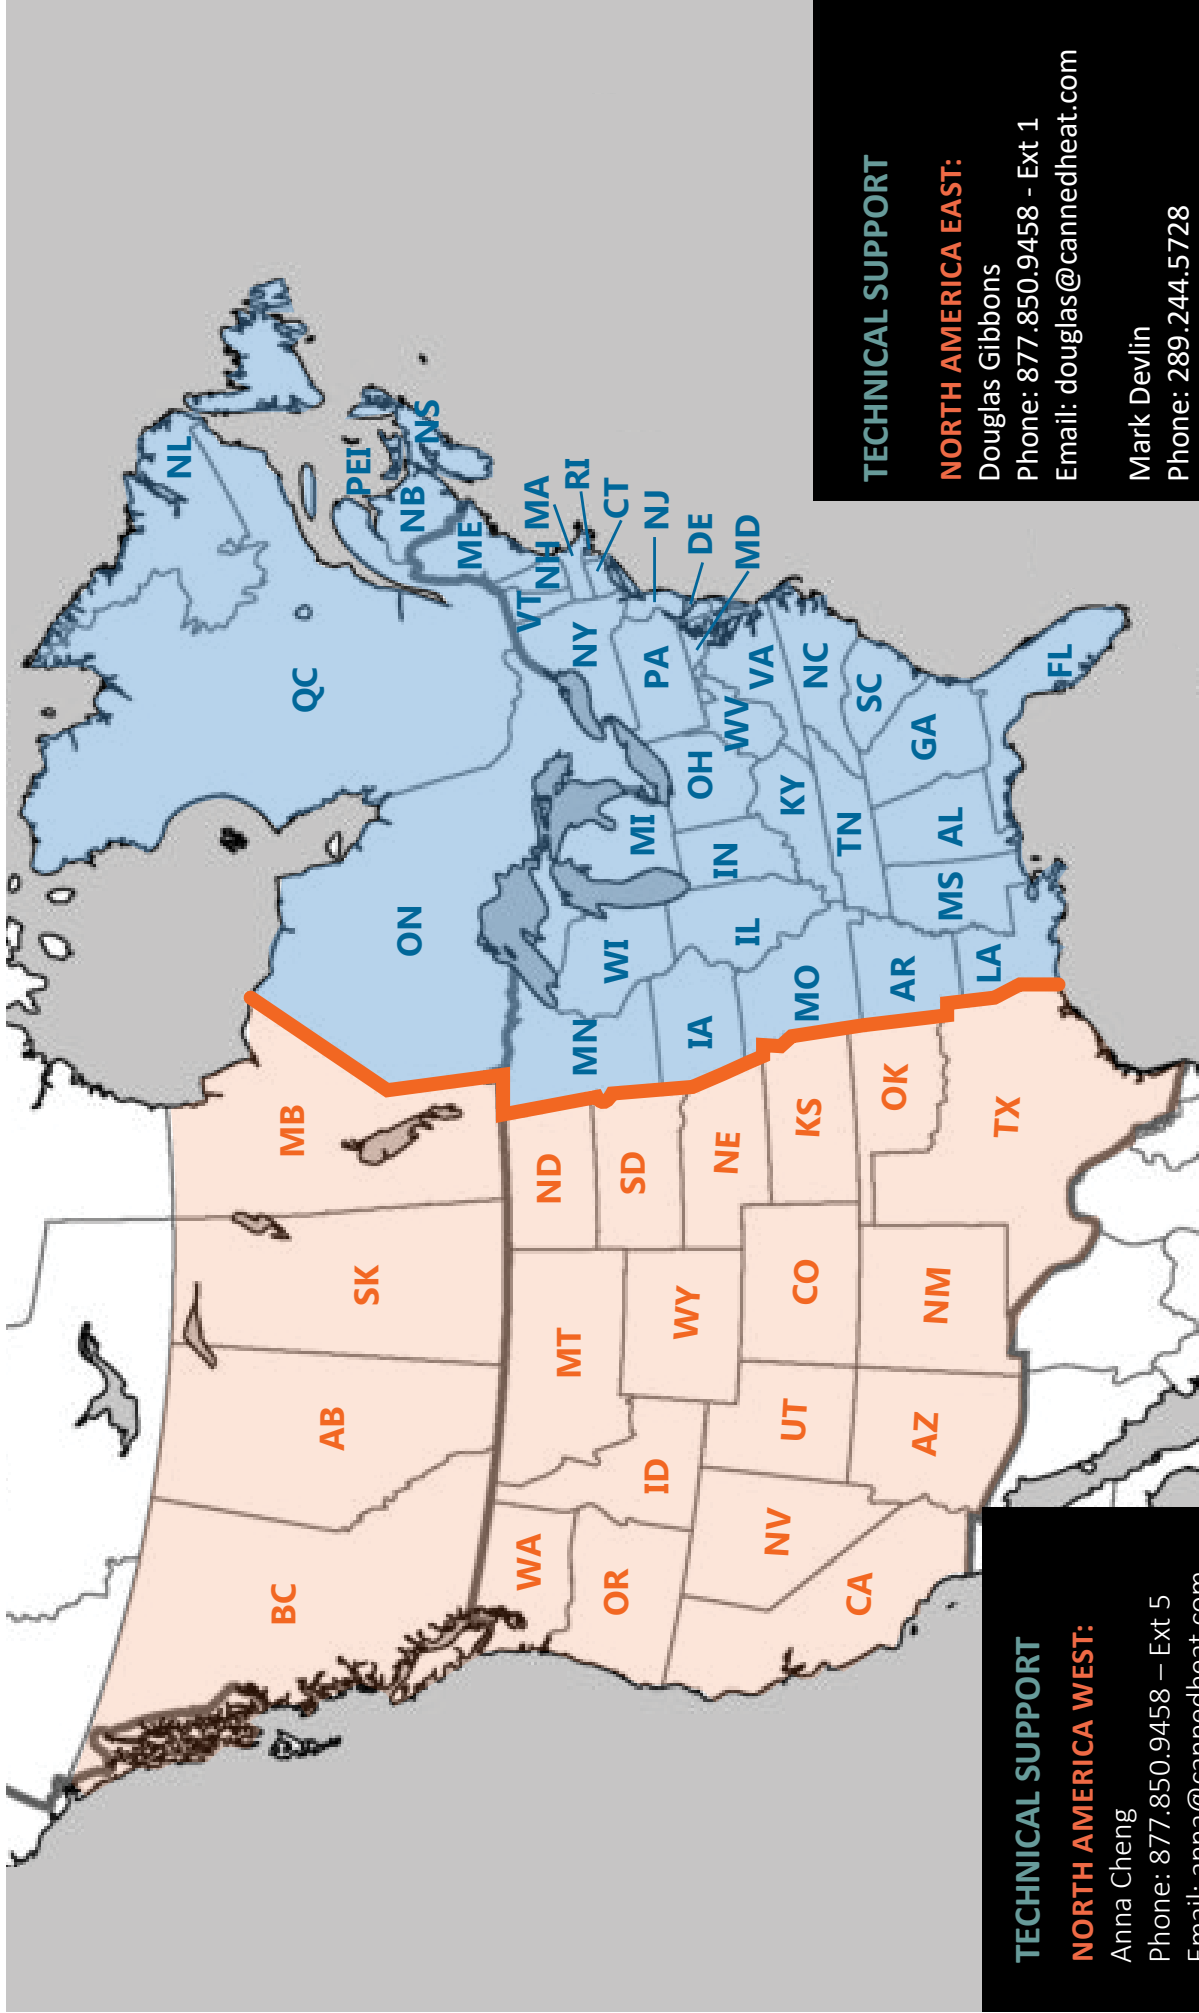 BC
AB
SK
MB
ON
QC
NL
PEI
NB
NS
WA
OR
CA
NV
ID
MT
WY
UT
AZ
CO
NM
ND
SD
NE
KS
OK
TX
MN
IA
MO
AR
LA
WI
IL
MI
IN
OH
KY
TN
MS
AL
GA
FL
SC
NC
VA
WV
PA
NY
VT
NH
ME
MA
RI
CT
NJ
DE
MD
TECHNICAL SUPPORT
NORTH AMERICA WEST:
Anna Cheng
Phone: 877.850.9458 – Ext 5
Email: anna@cannedheat.com
TECHNICAL SUPPORT
NORTH AMERICA EAST:
Douglas Gibbons
Phone: 877.850.9458 - Ext 1
Email: douglas@cannedheat.com
Mark Devlin
Phone: 289.244.5728